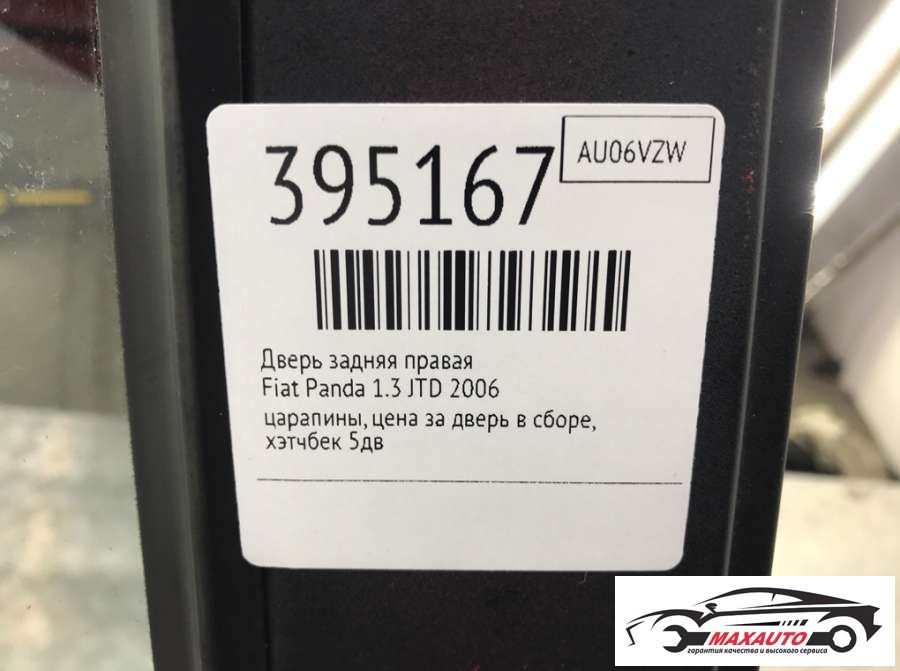 395167
AU06VZW
Дверь задняя правая
Fiat Panda 1.3 JTD 2006
царапины, цена за дверь в сборе,
хэтчбек 5дв
MAXAUTO
гарантия качества и высокого сервиса